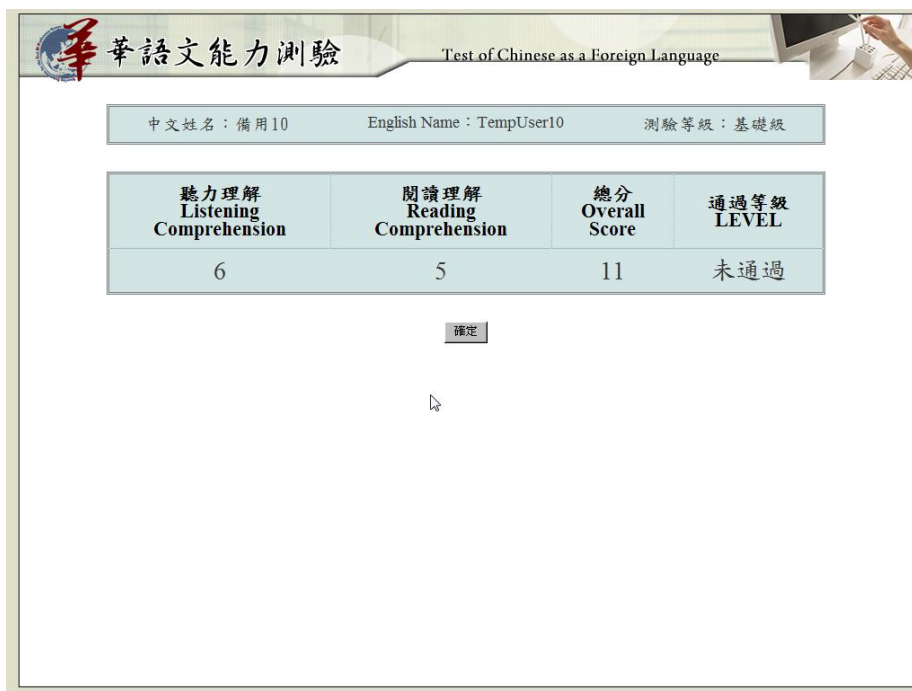 華 華語文能力測驗
Test of Chinese as a Foreign Language
中文姓名：備用10 English Name：TempUser10 測驗等級：基礎級
聽力理解 閱讀理解 總分 通過等級
Listening Reading Overall LEVEL
Comprehension Comprehension Score
6 5 11 未通過
確定